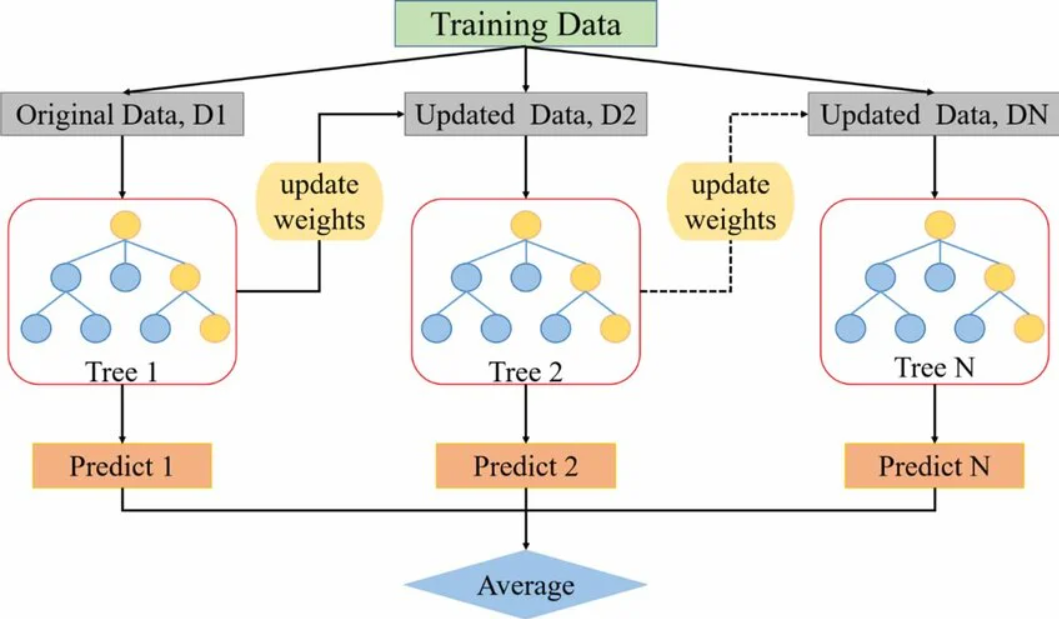 Training Data
Original Data, D1
Updated Data, D2
Updated Data, DN
update
weights
update
weights
Tree 1
Tree 2
Tree N
Predict 1
Predict 2
Predict N
Average